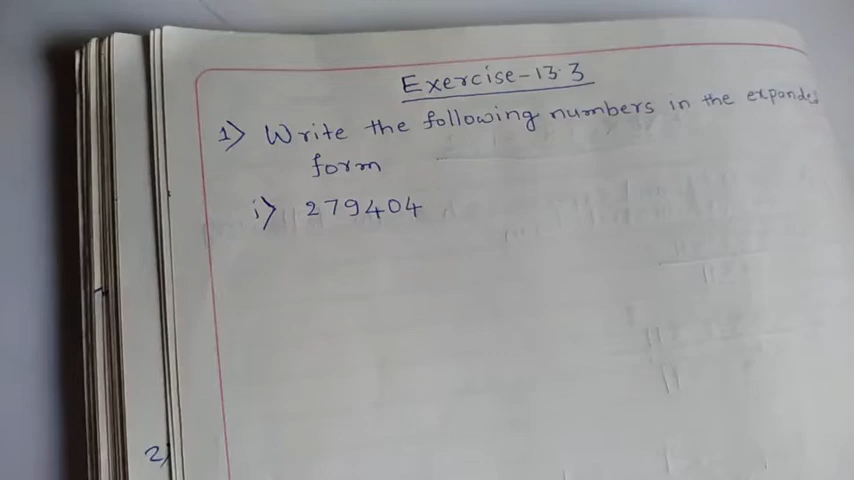 Exercise-13.3
1) Write the following numbers in the expanded
form
i) 279404
2)